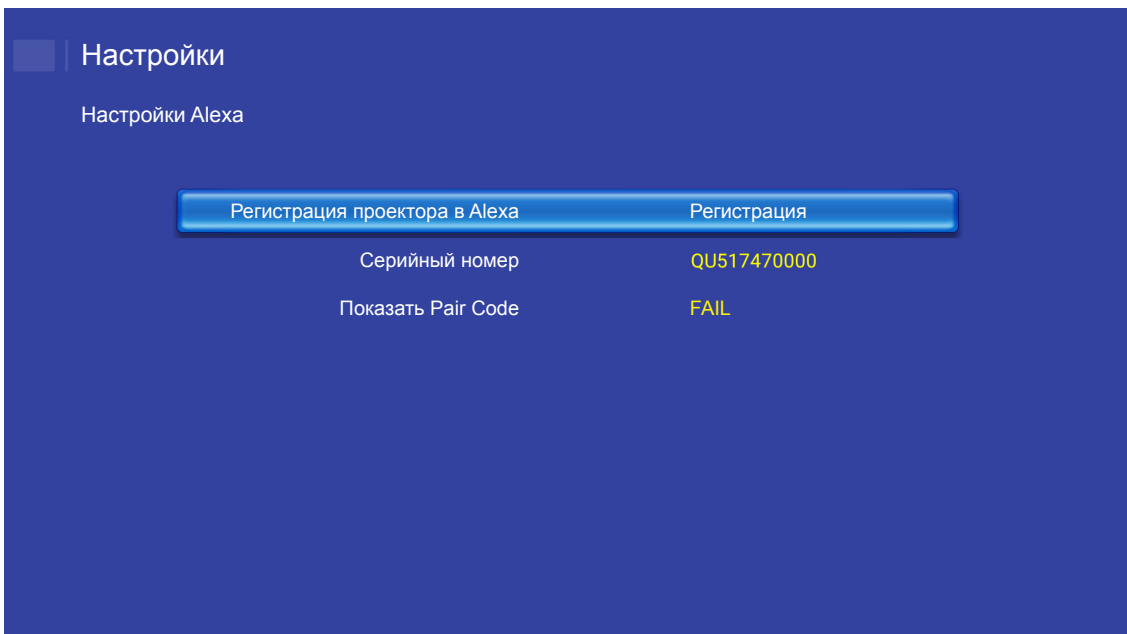 Настройки
Настройки Alexa
Регистрация проектора в Alexa Регистрация
Серийный номер QU517470000
Показать Pair Code FAIL